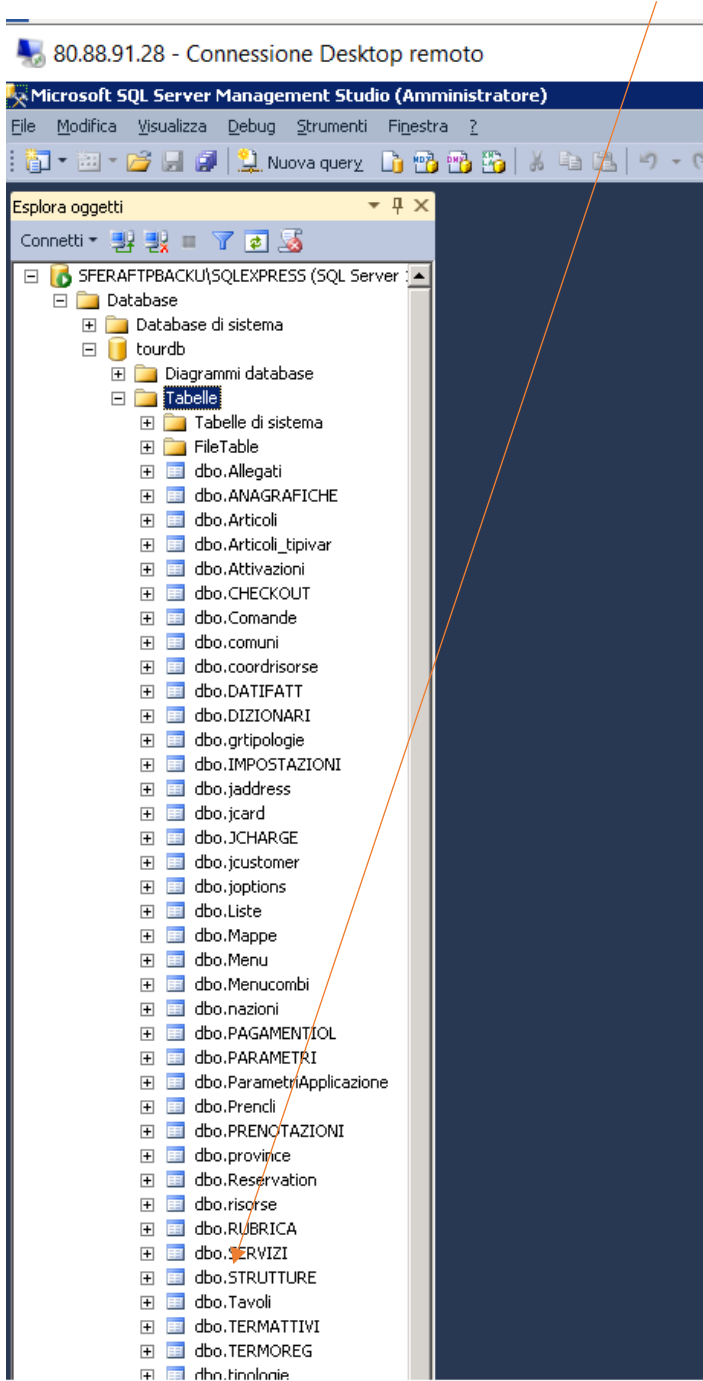 80.88.91.28 - Connessione Desktop remoto
Microsoft SQL Server Management Studio (Amministratore)
File Modifica Visualizza Debug Strumenti Finestra ?
Nuova query
Esplora oggetti
Connetti
SFERAFTPBACKU\SQLEXPRESS (SQL Server
Database
Database di sistema
tourdb
Diagrammi database
Tabelle
Tabelle di sistema
FileTable
dbo.Allegati
dbo.ANAGRAFICHE
dbo.Articoli
dbo.Articoli_tipivar
dbo.Attivazioni
dbo.CHECKOUT
dbo.Comande
dbo.comuni
dbo.coordrisorse
dbo.DATIFATT
dbo.DIZIONARI
dbo.grtipologie
dbo.IMPOSTAZIONI
dbo.jaddress
dbo.jcard
dbo.JCHARGE
dbo.jcustomer
dbo.joptions
dbo.Liste
dbo.Mappe
dbo.Menu
dbo.Menucombi
dbo.nazioni
dbo.PAGAMENTIOL
dbo.PARAMETRI
dbo.ParametriApplicazione
dbo.Prencli
dbo.PRENOTAZIONI
dbo.province
dbo.Reservation
dbo.risorse
dbo.RUBRICA
dbo.SERVIZI
dbo.STRUTTURE
dbo.Tavoli
dbo.TERMATTIVI
dbo.TERMOREG
dbo.tipologie